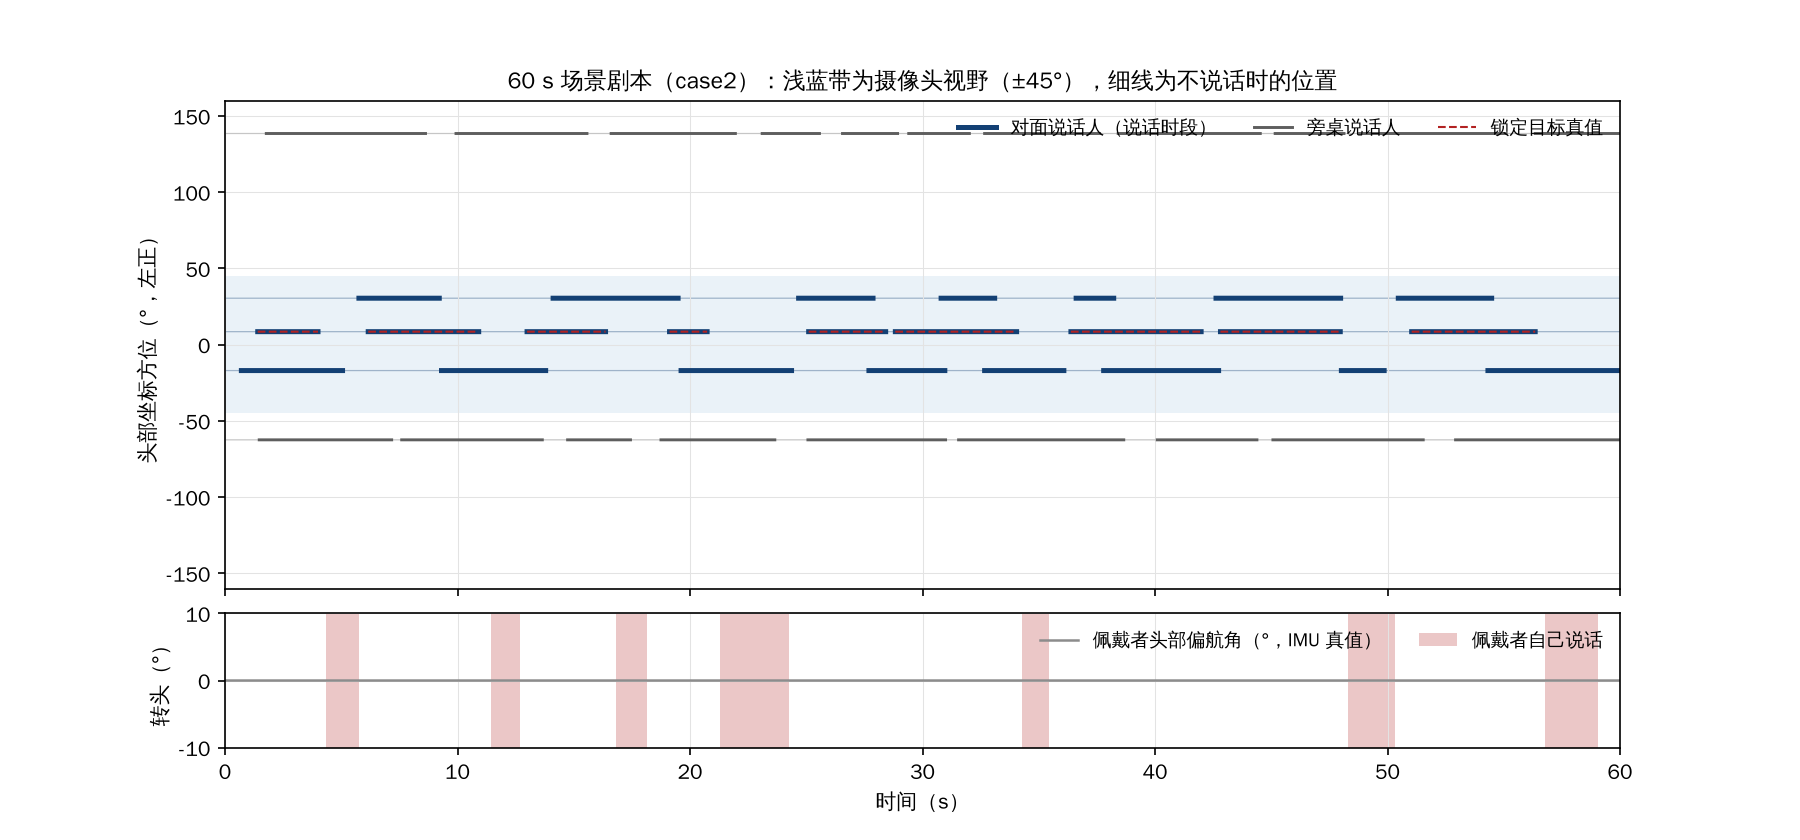 60 s 场景剧本（case2）：浅蓝带为摄像头视野（±45°），细线为不说话时的位置
对面说话人（说话时段）
旁桌说话人
锁定目标真值
头部坐标方位（°，左正）
150
100
50
0
-50
-100
-150
佩戴者头部偏航角（°，IMU 真值）
佩戴者自己说话
转头（°）
10
0
-10
0 10 20 30 40 50 60
时间（s）